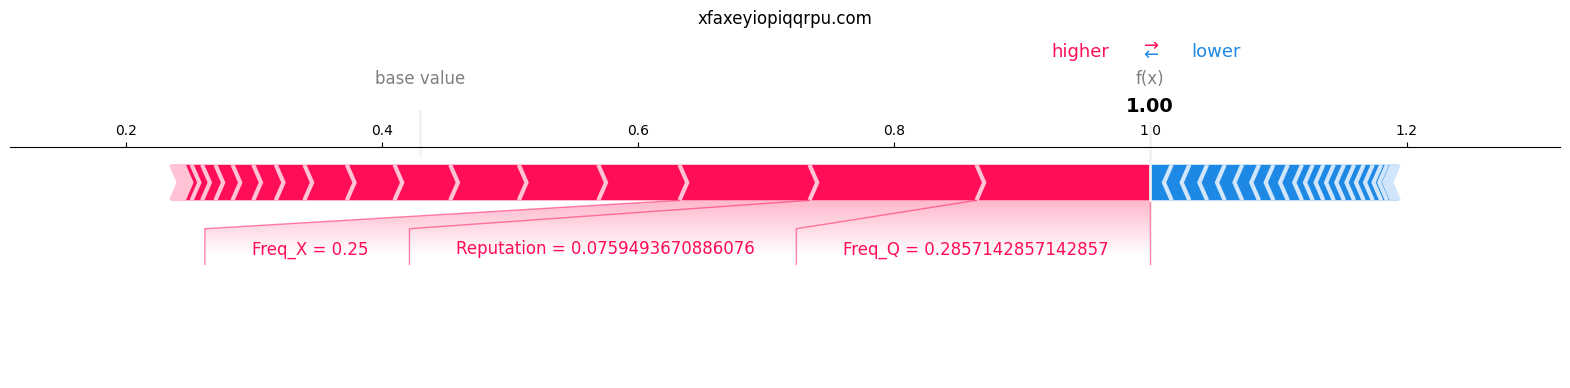 xfaxeyiopiqqrpu.com
higher → ← lower
base value f(x)
1.00
0.2 0.4 0.6 0.8 1 0 1.2
Freq_X = 0.25 Reputation = 0.0759493670886076 Freq_Q = 0.2857142857142857